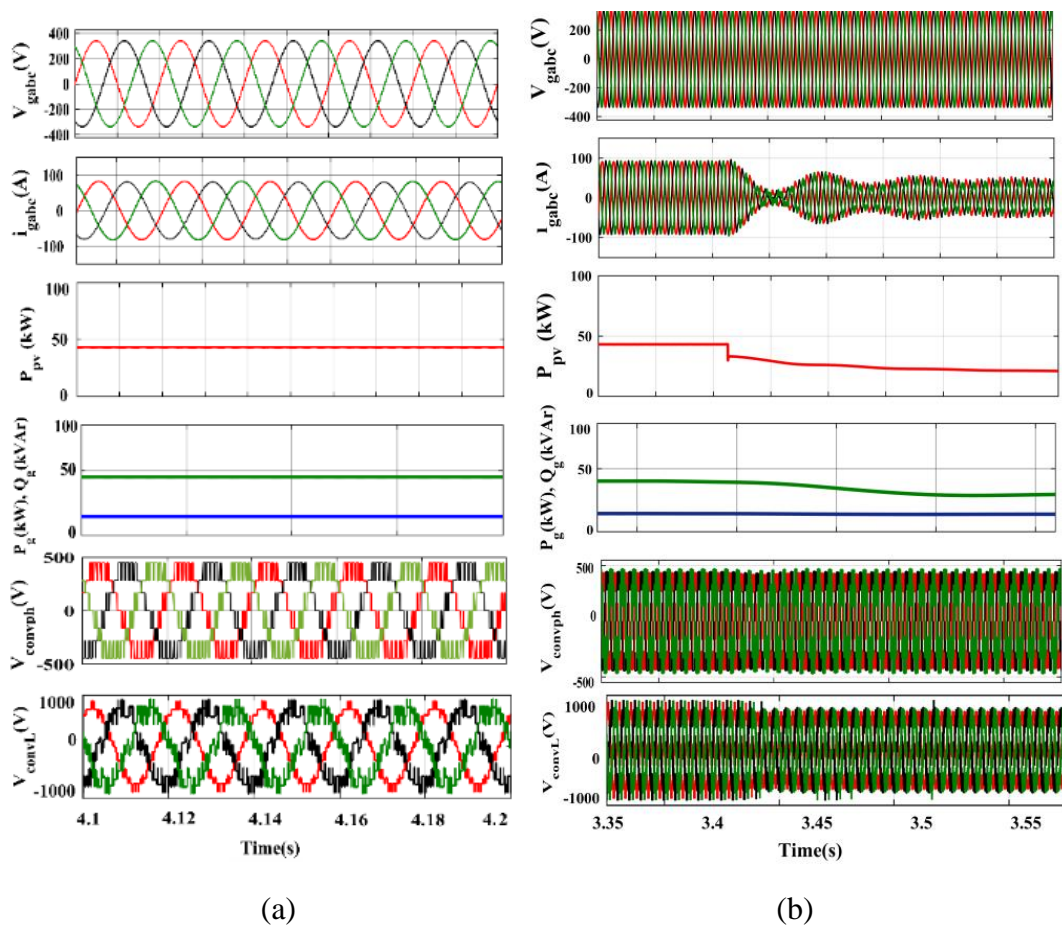 V_gabc(V)
400
200
0
-200
-400
i_gabc(A)
100
0
-100
P_pv (kW)
100
50
0
P_g(kW), Q_g(kVAr)
100
50
0
V_convph(V)
500
0
-500
V_convL(V)
1000
0
-1000
4.1 4.12 4.14 4.16 4.18 4.2
Time(s)
(a)
V_gabc(V)
200
0
-200
-400
i_gabc(A)
100
0
-100
P_pv (kW)
100
50
0
P_g(kW), Q_g(kVAr)
100
50
0
V_convph(V)
500
0
-500
V_convL(V)
1000
0
-1000
3.35 3.4 3.45 3.5 3.55
Time(s)
(b)